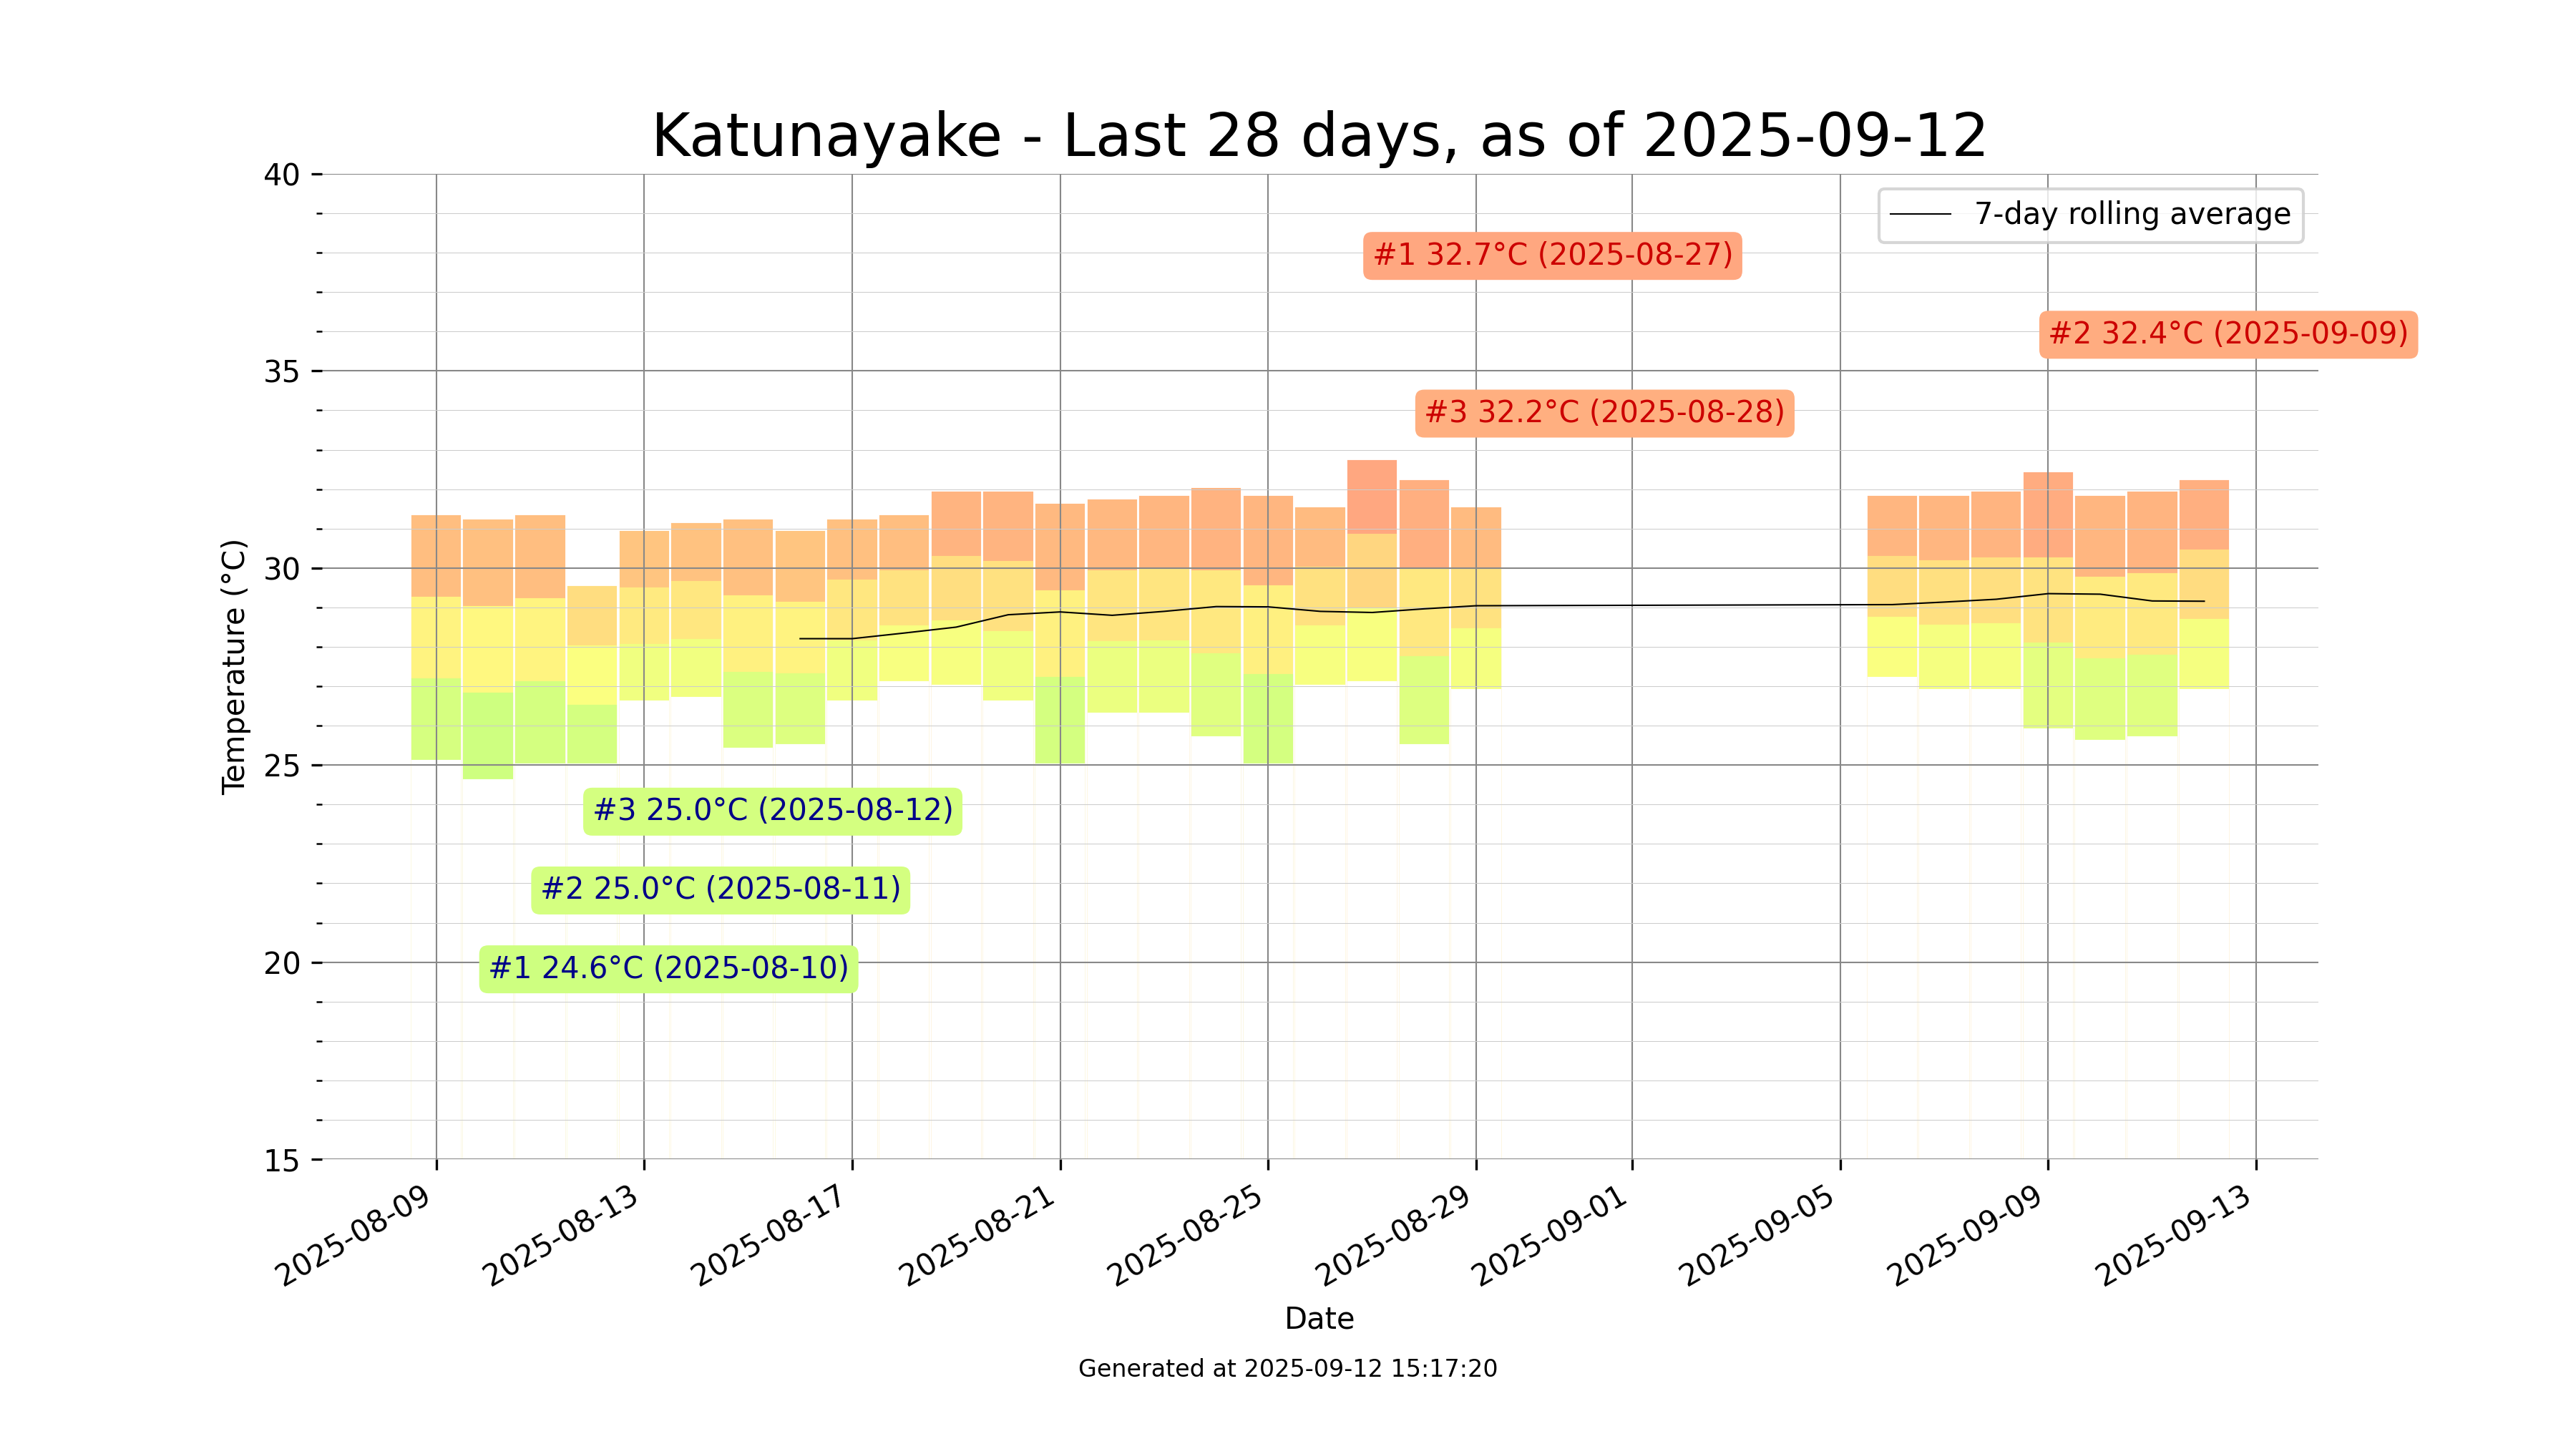 Katunayake - Last 28 days, as of 2025-09-12
7-day rolling average
#1 32.7°C (2025-08-27)
#2 32.4°C (2025-09-09)
#3 32.2°C (2025-08-28)
#3 25.0°C (2025-08-12)
#2 25.0°C (2025-08-11)
#1 24.6°C (2025-08-10)
Temperature (°C)
40
35
30
25
20
15
2025-08-09
2025-08-13
2025-08-17
2025-08-21
2025-08-25
2025-08-29
2025-09-01
2025-09-05
2025-09-09
2025-09-13
Date
Generated at 2025-09-12 15:17:20